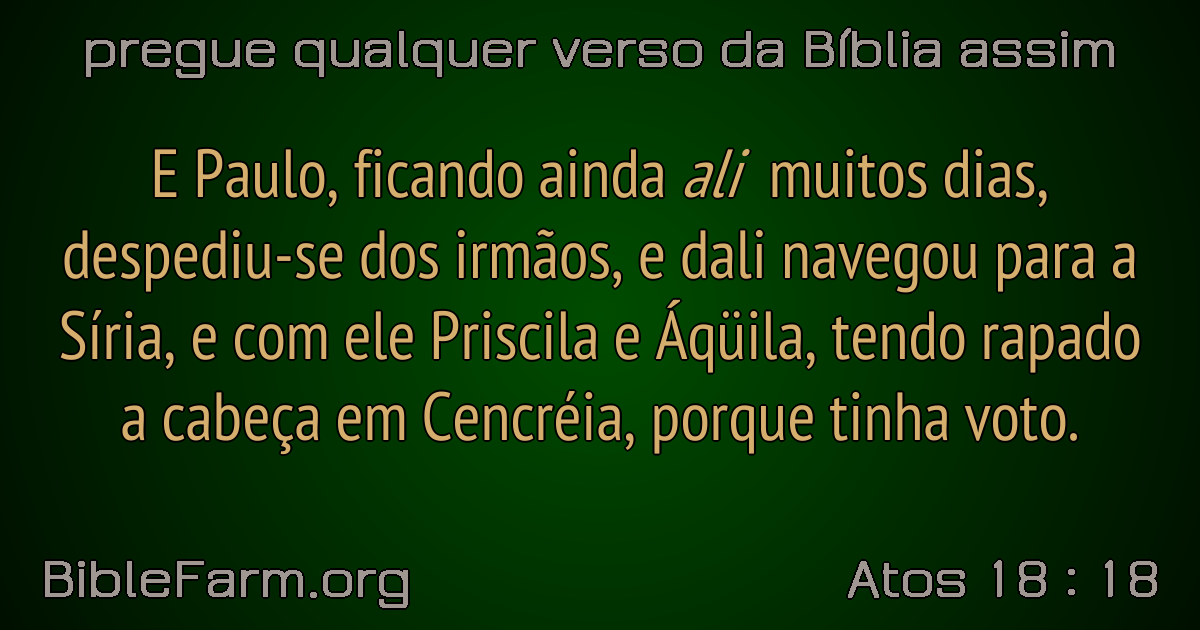 pregue qualquer verso da Bíblia assim
E Paulo, ficando ainda ali muitos dias,
despediu-se dos irmãos, e dali navegou para a
Síria, e com ele Priscila e Áqüila, tendo rapado
a cabeça em Cencréia, porque tinha voto.
BibleFarm.org
Atos 18 : 18